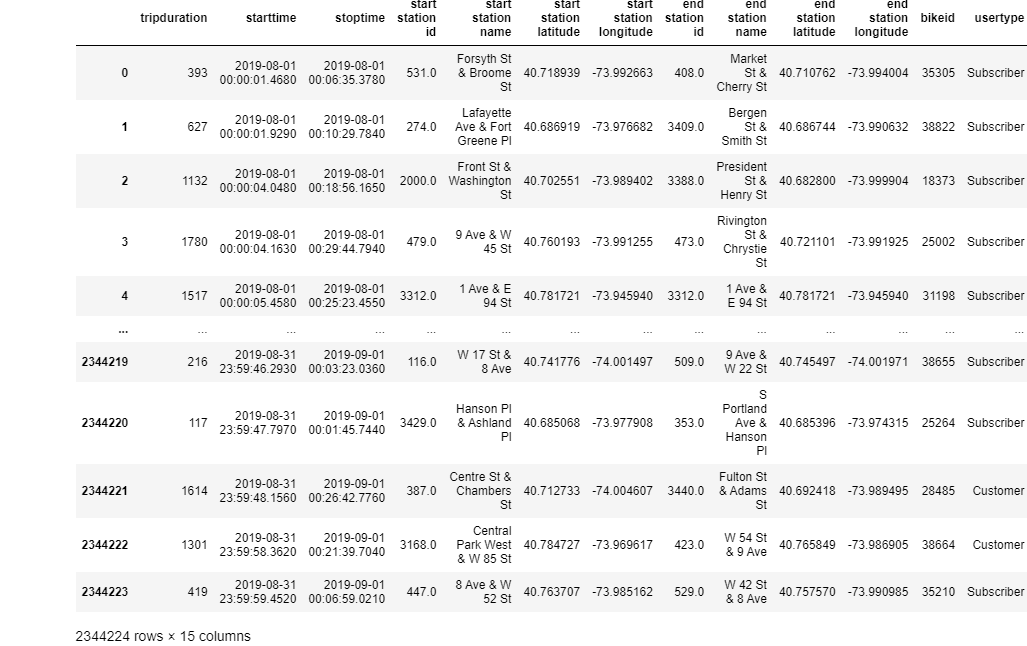 tripduration starttime stoptime start station id start station name start station latitude start station longitude end station id end station name end station latitude end station longitude bikeid usertype
0 393 2019-08-01 00:00:01.4680 2019-08-01 00:06:35.3780 531.0 Forsyth St & Broome St 40.718939 -73.992663 408.0 Market St & Cherry St 40.710762 -73.994004 35305 Subscriber
1 627 2019-08-01 00:00:01.9290 2019-08-01 00:10:29.7840 274.0 Lafayette Ave & Fort Greene Pl 40.686919 -73.976682 3409.0 Bergen St & Smith St 40.686744 -73.990632 38822 Subscriber
2 1132 2019-08-01 00:00:04.0480 2019-08-01 00:18:56.1650 2000.0 Front St & Washington St 40.702551 -73.989402 3388.0 President St & Henry St 40.682800 -73.999904 18373 Subscriber
3 1780 2019-08-01 00:00:04.1630 2019-08-01 00:29:44.7940 479.0 9 Ave & W 45 St 40.760193 -73.991255 473.0 Rivington St & Chrystie St 40.721101 -73.991925 25002 Subscriber
4 1517 2019-08-01 00:00:05.4580 2019-08-01 00:25:23.4550 3312.0 1 Ave & E 94 St 40.781721 -73.945940 3312.0 1 Ave & E 94 St 40.781721 -73.945940 31198 Subscriber
... ... ... ... ... ... ... ... ... ... ... ... ... ...
2344219 216 2019-08-31 23:59:46.2930 2019-09-01 00:03:23.0360 116.0 W 17 St & 8 Ave 40.741776 -74.001497 509.0 9 Ave & W 22 St 40.745497 -74.001971 38655 Subscriber
2344220 117 2019-08-31 23:59:47.7970 2019-09-01 00:01:45.7440 3429.0 Hanson Pl & Ashland Pl 40.685068 -73.977908 353.0 S Portland Ave & Hanson Pl 40.685396 -73.974315 25264 Subscriber
2344221 1614 2019-08-31 23:59:48.1560 2019-09-01 00:26:42.7760 387.0 Centre St & Chambers St 40.712733 -74.004607 3440.0 Fulton St & Adams St 40.692418 -73.989495 28485 Customer
2344222 1301 2019-08-31 23:59:58.3620 2019-09-01 00:21:39.7040 3168.0 Central Park West & W 85 St 40.784727 -73.969617 423.0 W 54 St & 9 Ave 40.765849 -73.986905 38664 Customer
2344223 419 2019-08-31 23:59:59.4520 2019-09-01 00:06:59.0210 447.0 8 Ave & W 52 St 40.763707 -73.985162 529.0 W 42 St & 8 Ave 40.757570 -73.990985 35210 Subscriber
2344224 rows × 15 columns